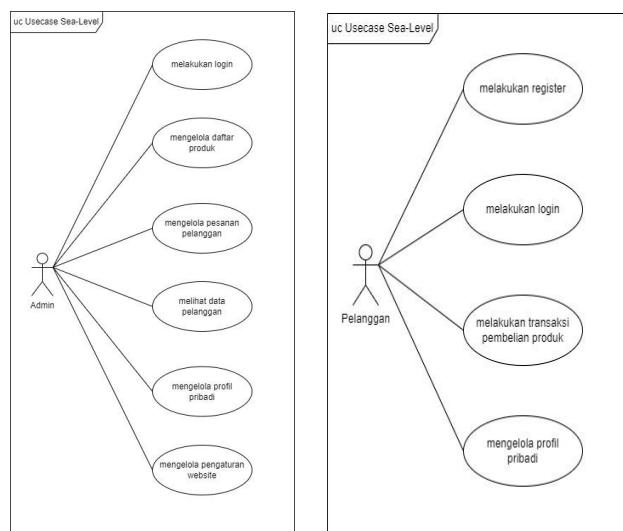 uc Usecase Sea-Level
melakukan login
mengelola daftar
produk
mengelola pesanan
pelanggan
Admin
melihat data
pelanggan
mengelola profil
pribadi
mengelola pengaturan
website
uc Usecase Sea-Level
melakukan register
melakukan login
Pelanggan
melakukan transaksi
pembelian produk
mengelola profil
pribadi